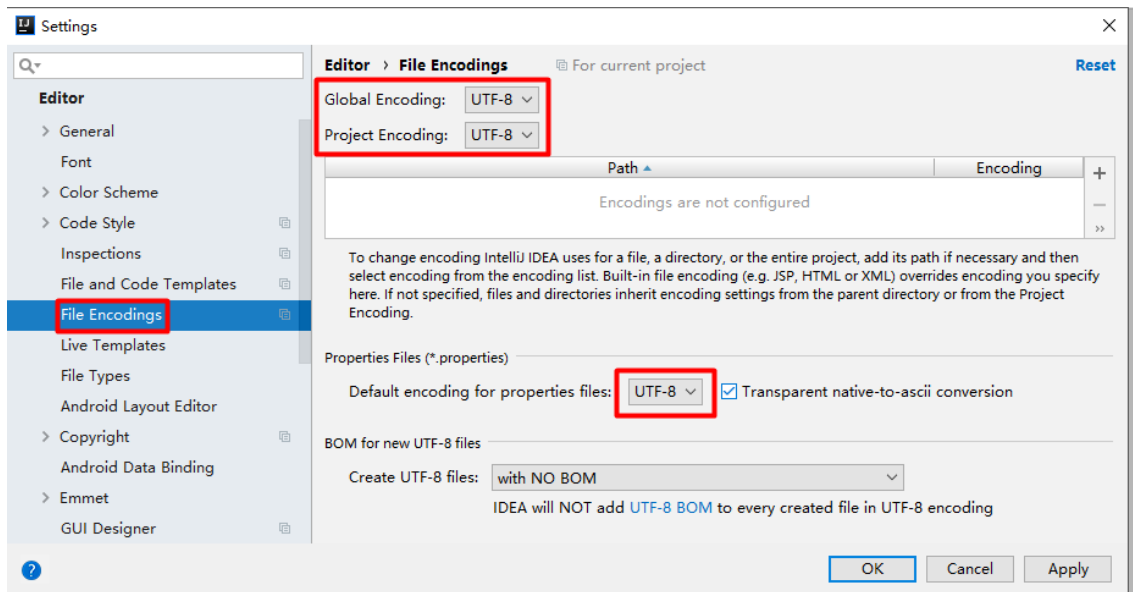 Settings
Editor › File Encodings
For current project
Reset
Editor
General
Font
Color Scheme
Code Style
Inspections
File and Code Templates
File Encodings
Live Templates
File Types
Android Layout Editor
Copyright
Android Data Binding
Emmet
GUI Designer
Global Encoding: UTF-8
Project Encoding: UTF-8
Path Encoding
Encodings are not configured
To change encoding IntelliJ IDEA uses for a file, a directory, or the entire project, add its path if necessary and then
select encoding from the encoding list. Built-in file encoding (e.g. JSP, HTML or XML) overrides encoding you specify
here. If not specified, files and directories inherit encoding settings from the parent directory or from the Project
Encoding.
Properties Files (*.properties)
Default encoding for properties files: UTF-8 Transparent native-to-ascii conversion
BOM for new UTF-8 files
Create UTF-8 files: with NO BOM
IDEA will NOT add UTF-8 BOM to every created file in UTF-8 encoding
? OK Cancel Apply